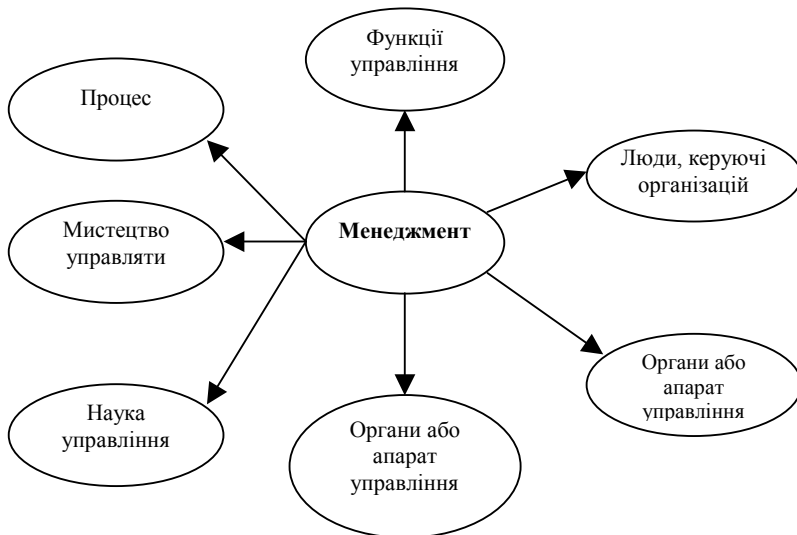 Функції
управління
Процес
Люди, керуючі
організацій
Мистецтво
управляти
Менеджмент
Органи або
апарат
управління
Наука
управління
Органи або
апарат
управління